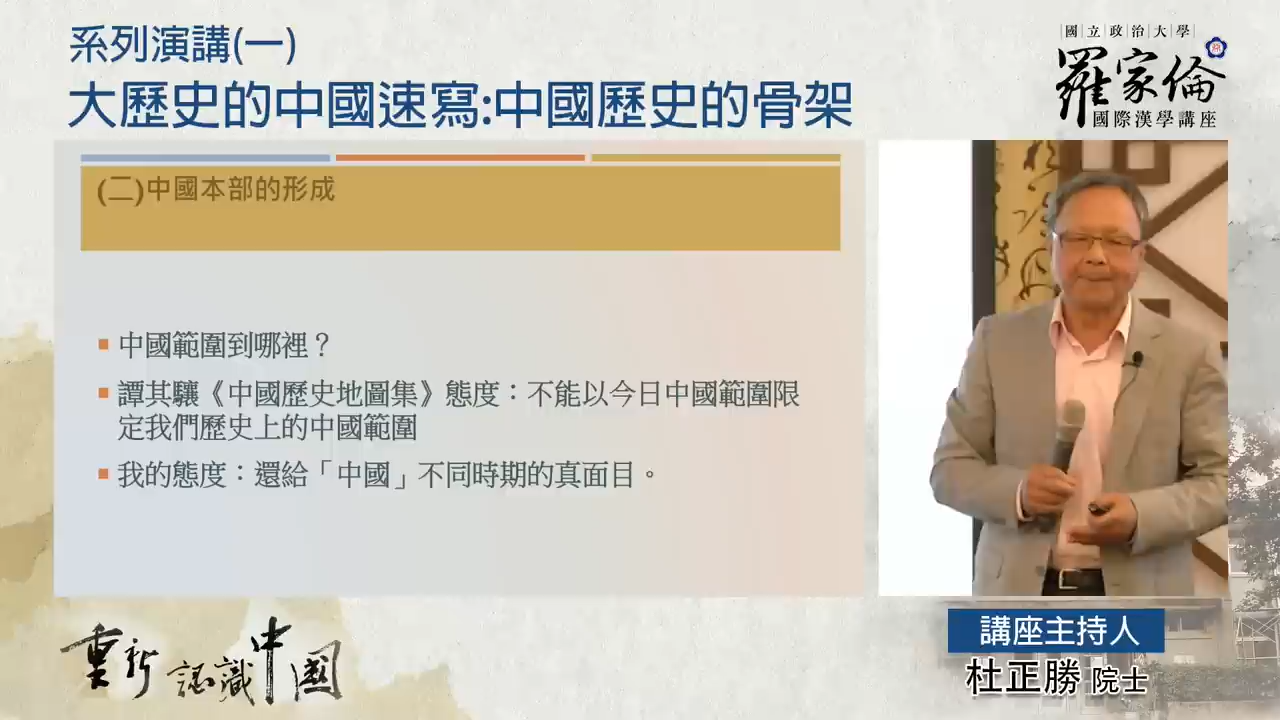 系列演講(一)
大歷史的中國速寫:中國歷史的骨架
國立政治大學
羅家倫
國際漢學講座
(二)中國本部的形成
中國範圍到哪裡？
譚其驤《中國歷史地圖集》態度：不能以今日中國範圍限
定我們歷史上的中國範圍
我的態度：還給「中國」不同時期的真面目。
重新認識中國
講座主持人
杜正勝 院士